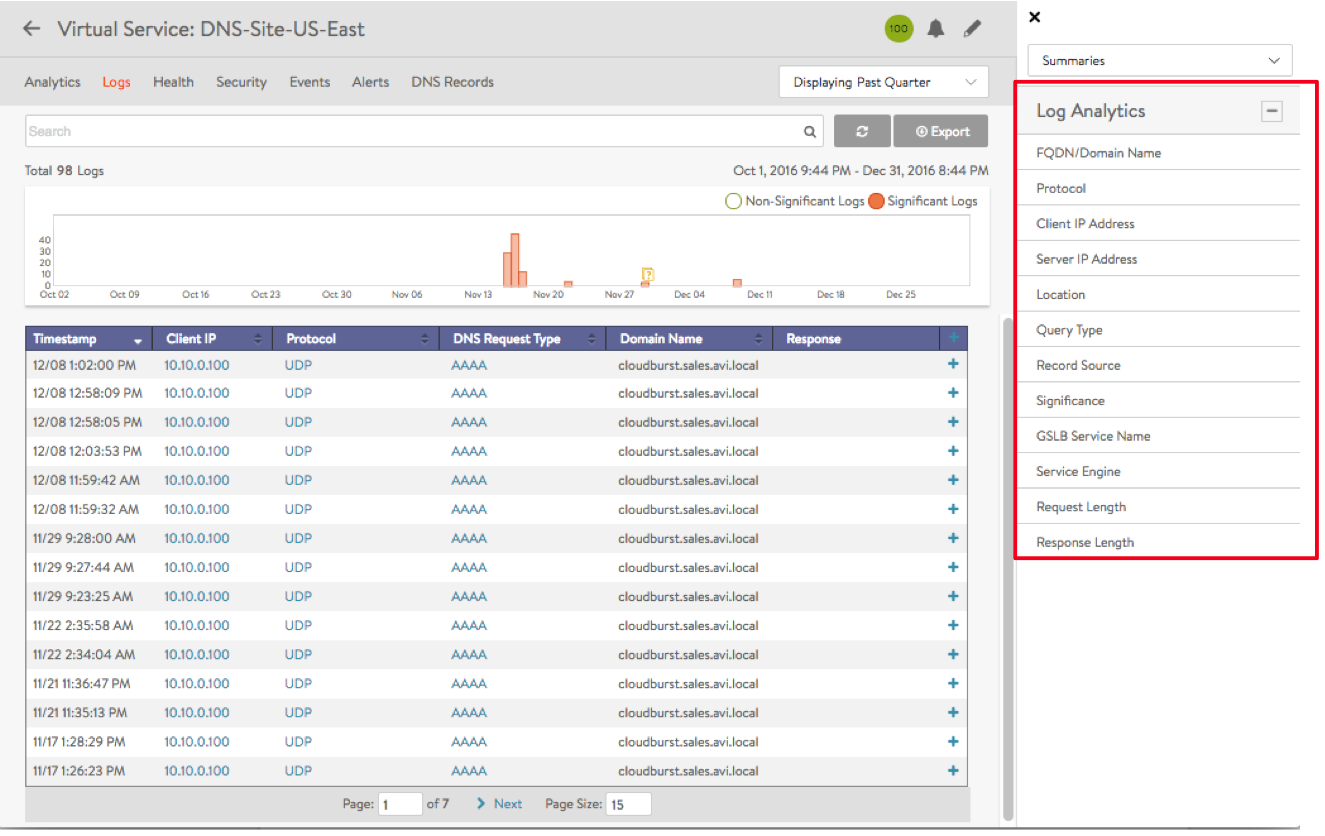 Virtual Service: DNS-Site-US-East
100
Analytics Logs Health Security Events Alerts DNS Records
Displaying Past Quarter
Search
Export
Total 98 Logs
Oct 1, 2016 9:44 PM - Dec 31, 2016 8:44 PM
Non-Significant Logs Significant Logs
40
30
20
10
0
?
Oct 02 Oct 09 Oct 16 Oct 23 Oct 30 Nov 06 Nov 13 Nov 20 Nov 27 Dec 04 Dec 11 Dec 18 Dec 25
Timestamp Client IP Protocol DNS Request Type Domain Name Response +
12/08 1:02:00 PM 10.10.0.100 UDP AAAA cloudburst.sales.avi.local +
12/08 12:58:09 PM 10.10.0.100 UDP AAAA cloudburst.sales.avi.local +
12/08 12:58:05 PM 10.10.0.100 UDP AAAA cloudburst.sales.avi.local +
12/08 12:03:53 PM 10.10.0.100 UDP AAAA cloudburst.sales.avi.local +
12/08 11:59:42 AM 10.10.0.100 UDP AAAA cloudburst.sales.avi.local +
12/08 11:59:32 AM 10.10.0.100 UDP AAAA cloudburst.sales.avi.local +
11/29 9:28:00 AM 10.10.0.100 UDP AAAA cloudburst.sales.avi.local +
11/29 9:27:44 AM 10.10.0.100 UDP AAAA cloudburst.sales.avi.local +
11/29 9:23:25 AM 10.10.0.100 UDP AAAA cloudburst.sales.avi.local +
11/22 2:35:58 AM 10.10.0.100 UDP AAAA cloudburst.sales.avi.local +
11/22 2:34:04 AM 10.10.0.100 UDP AAAA cloudburst.sales.avi.local +
11/21 11:36:47 PM 10.10.0.100 UDP AAAA cloudburst.sales.avi.local +
11/21 11:35:13 PM 10.10.0.100 UDP AAAA cloudburst.sales.avi.local +
11/17 1:28:29 PM 10.10.0.100 UDP AAAA cloudburst.sales.avi.local +
11/17 1:26:23 PM 10.10.0.100 UDP AAAA cloudburst.sales.avi.local +
Page: 1 of 7 Next Page Size: 15
Summaries
Log Analytics
FQDN/Domain Name
Protocol
Client IP Address
Server IP Address
Location
Query Type
Record Source
Significance
GSLB Service Name
Service Engine
Request Length
Response Length